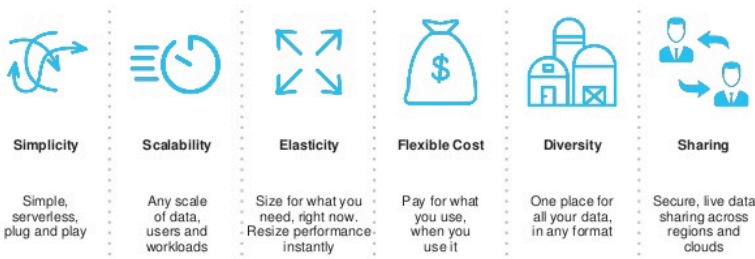 $
Simplicity
Scalability
Elasticity
Flexible Cost
Diversity
Sharing
Simple,
serverless,
plug and play
Any scale
of data,
users and
workloads
Size for what you
need, right now.
Resize performance
instantly
Pay for what
you use,
when you
use it
One place for
all your data,
in any format
Secure, live data
sharing across
regions and
clouds